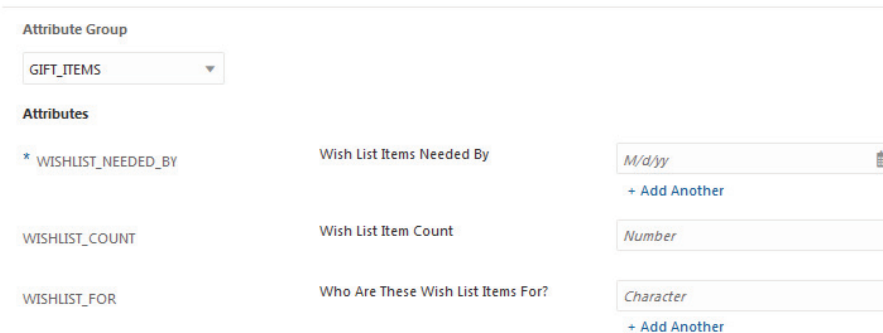 Attribute Group
GIFT_ITEMS
Attributes
* WISHLIST_NEEDED_BY Wish List Items Needed By M/d/yy
+ Add Another
WISHLIST_COUNT Wish List Item Count Number
WISHLIST_FOR Who Are These Wish List Items For? Character
+ Add Another